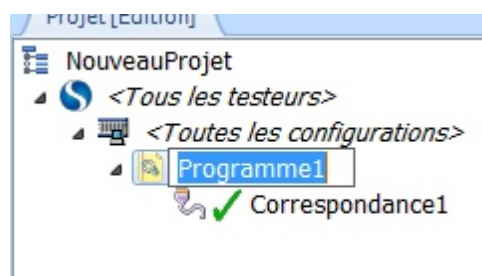 Projet [Edition]
NouveauProjet
<Tous les testeurs>
<Toutes les configurations>
Programme1
Correspondance1